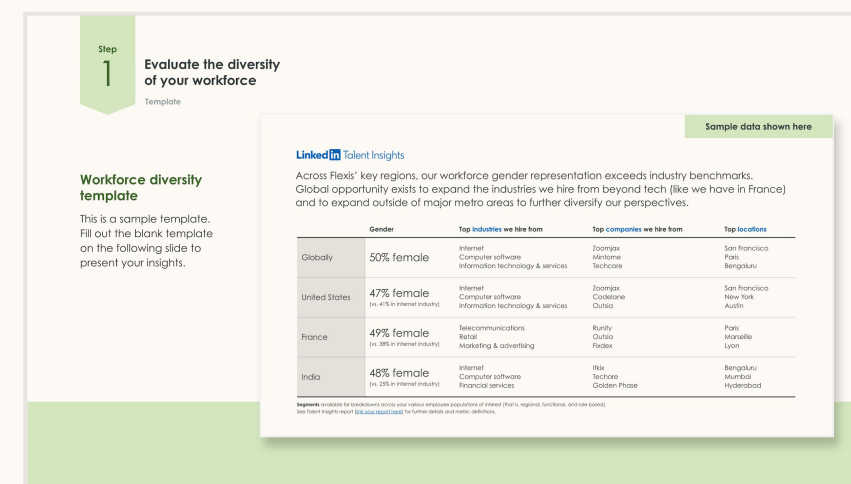 Step
1
Evaluate the diversity
of your workforce
Template
Sample data shown here
Linked in Talent Insights
Workforce diversity
template
This is a sample template.
Fill out the blank template
on the following slide to
present your insights.
Across Flexis' key regions, our workforce gender representation exceeds industry benchmarks.
Global opportunity exists to expand the industries we hire from beyond tech (like we have in France)
and to expand outside of major metro areas to further diversify our perspectives.
Gender Top industries we hire from Top companies we hire from Top locations
Globally
50% female
Internet
Computer software
Information technology & services
Zoomjax
Mintome
Techcore
San Francisco
Paris
Bengaluru
United States
47% female
(vs. 41% in internet industry)
Internet
Computer software
Information technology & services
Zoomjax
Codelane
Outsia
San Francisco
New York
Austin
France
49% female
(vs. 38% in internet industry)
Telecommunications
Retail
Marketing & advertising
Runity
Outsia
Fixdex
Paris
Marseille
Lyon
India
48% female
(vs. 25% in internet industry)
Internet
Computer software
Financial services
Itkix
Techore
Golden Phase
Bengaluru
Mumbai
Hyderabad
Segments available for breakdowns across your various employee populations of interest (that is, regional, functional, and role based).
See Talent Insights report [link your report here] for further details and metric definitions.